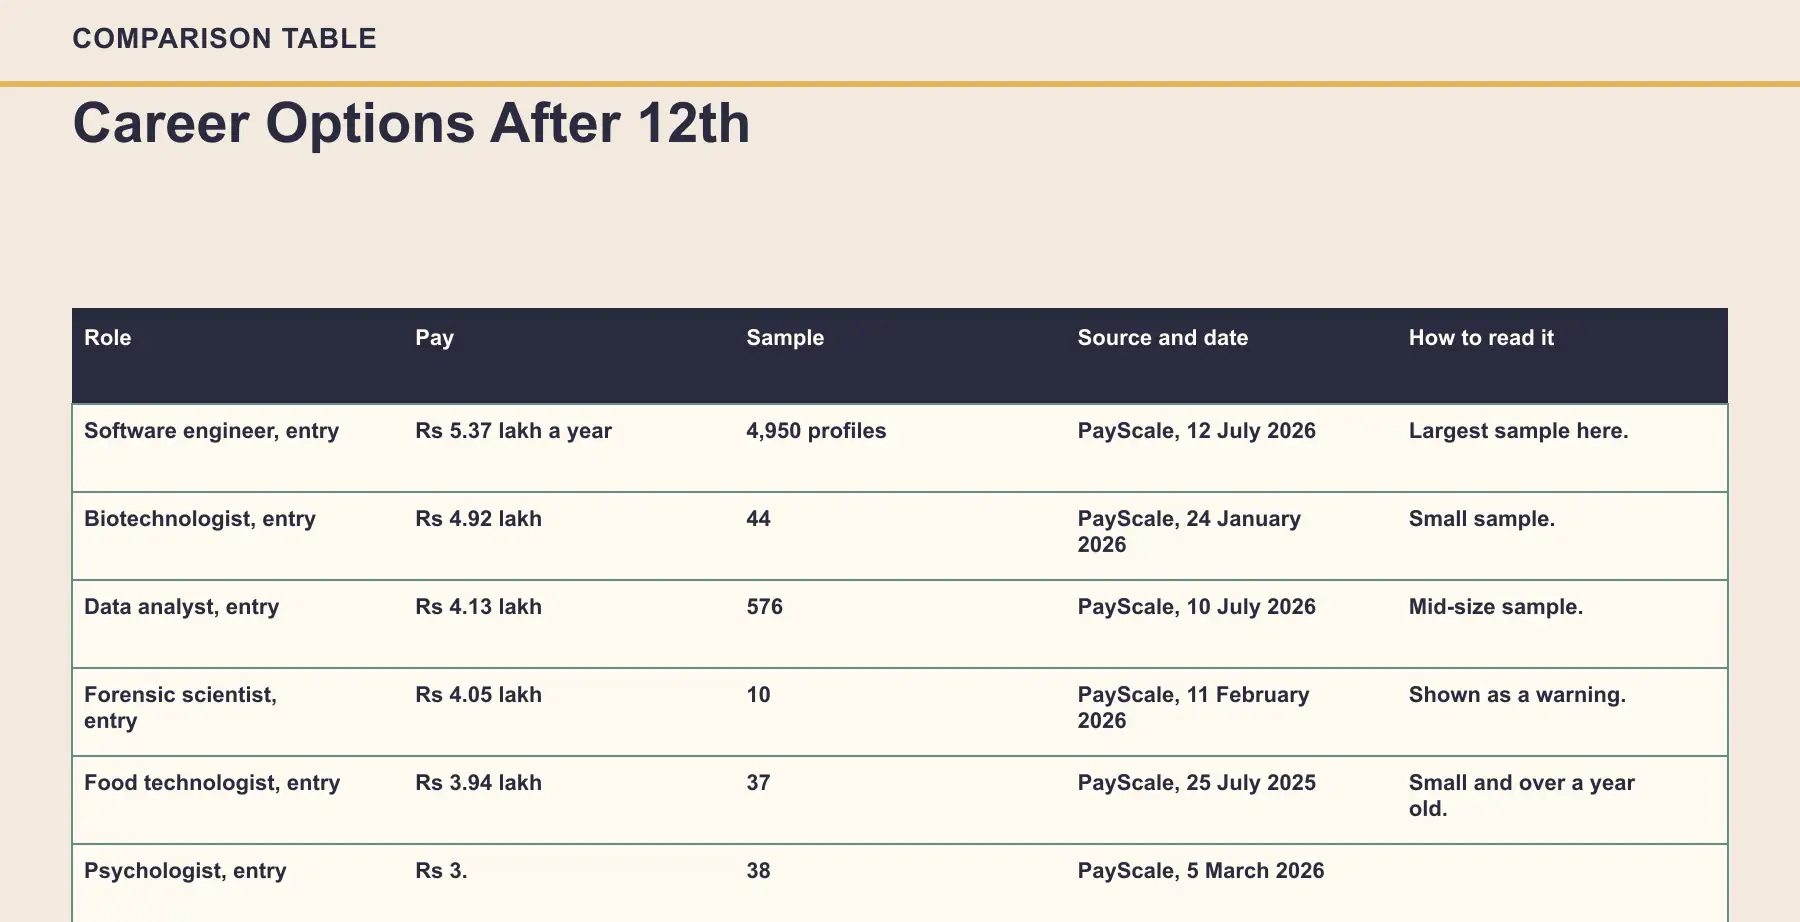 COMPARISON TABLE
Career Options After 12th
Role Pay Sample Source and date How to read it
Software engineer, entry Rs 5.37 lakh a year 4,950 profiles PayScale, 12 July 2026 Largest sample here.
Biotechnologist, entry Rs 4.92 lakh 44 PayScale, 24 January Small sample.
2026
Data analyst, entry Rs 4.13 lakh 576 PayScale, 10 July 2026 Mid-size sample.
Forensic scientist, Rs 4.05 lakh 10 PayScale, 11 February Shown as a warning.
entry 2026
Food technologist, entry Rs 3.94 lakh 37 PayScale, 25 July 2025 Small and over a year
old.
Psychologist, entry Rs 3. 38 PayScale, 5 March 2026